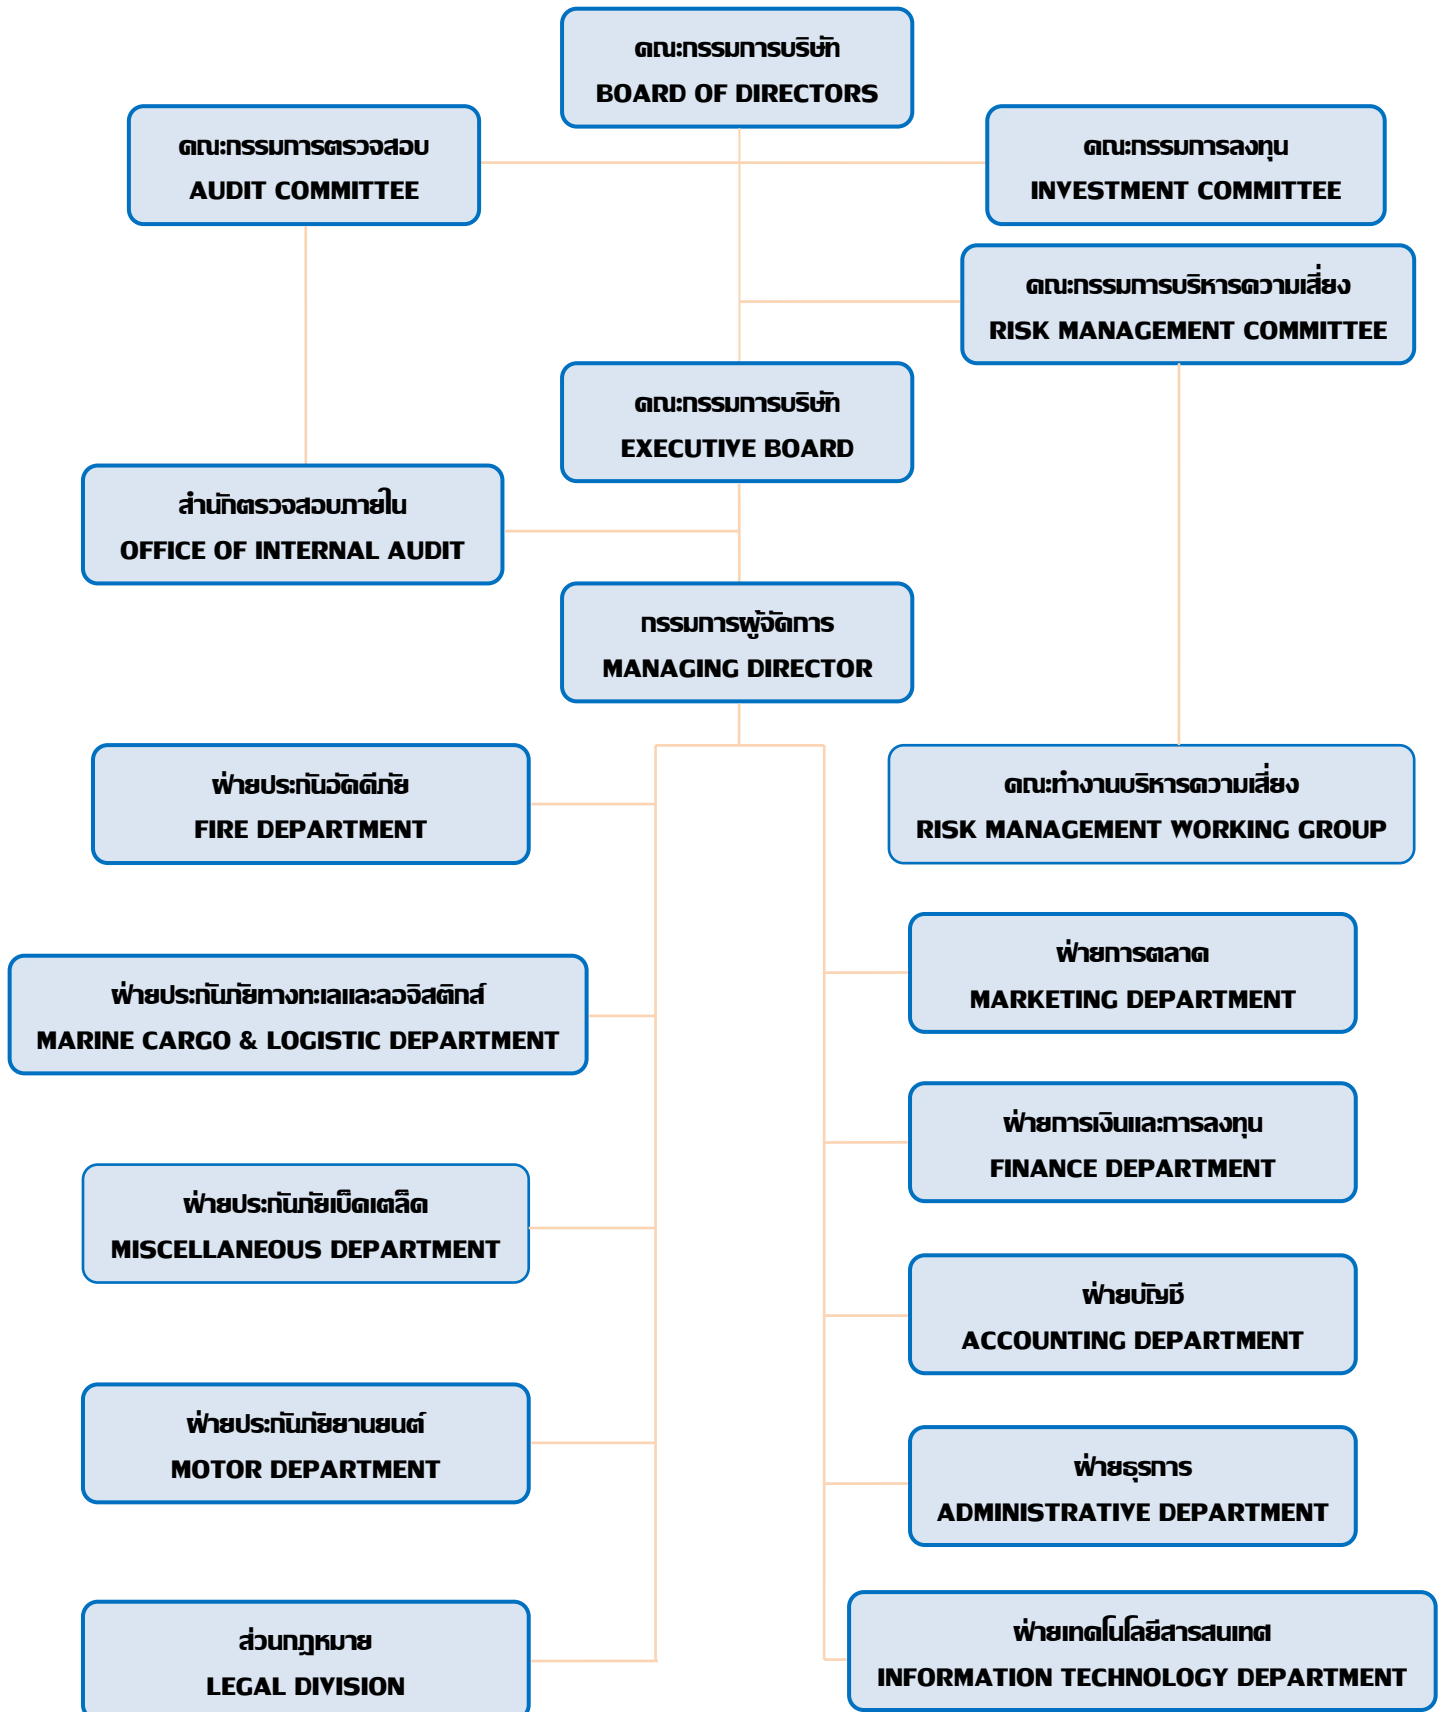 คณะกรรมการบริษัท
BOARD OF DIRECTORS
คณะกรรมการตรวจสอบ
AUDIT COMMITTEE
คณะกรรมการลงทุน
INVESTMENT COMMITTEE
คณะกรรมการบริหารความเสี่ยง
RISK MANAGEMENT COMMITTEE
คณะกรรมการบริษัท
EXECUTIVE BOARD
สำนักตรวจสอบภายใน
OFFICE OF INTERNAL AUDIT
กรรมการผู้จัดการ
MANAGING DIRECTOR
ฝ่ายประกันอัคคีภัย
FIRE DEPARTMENT
คณะทำงานบริหารความเสี่ยง
RISK MANAGEMENT WORKING GROUP
ฝ่ายการตลาด
MARKETING DEPARTMENT
ฝ่ายประกันภัยทางทะเลและลอจิสติกส์
MARINE CARGO & LOGISTIC DEPARTMENT
ฝ่ายการเงินและการลงทุน
FINANCE DEPARTMENT
ฝ่ายประกันภัยเบ็ดเตล็ด
MISCELLANEOUS DEPARTMENT
ฝ่ายบัญชี
ACCOUNTING DEPARTMENT
ฝ่ายประกันภัยยานยนต์
MOTOR DEPARTMENT
ฝ่ายธุรการ
ADMINISTRATIVE DEPARTMENT
ส่วนกฎหมาย
LEGAL DIVISION
ฝ่ายเทคโนโลยีสารสนเทศ
INFORMATION TECHNOLOGY DEPARTMENT